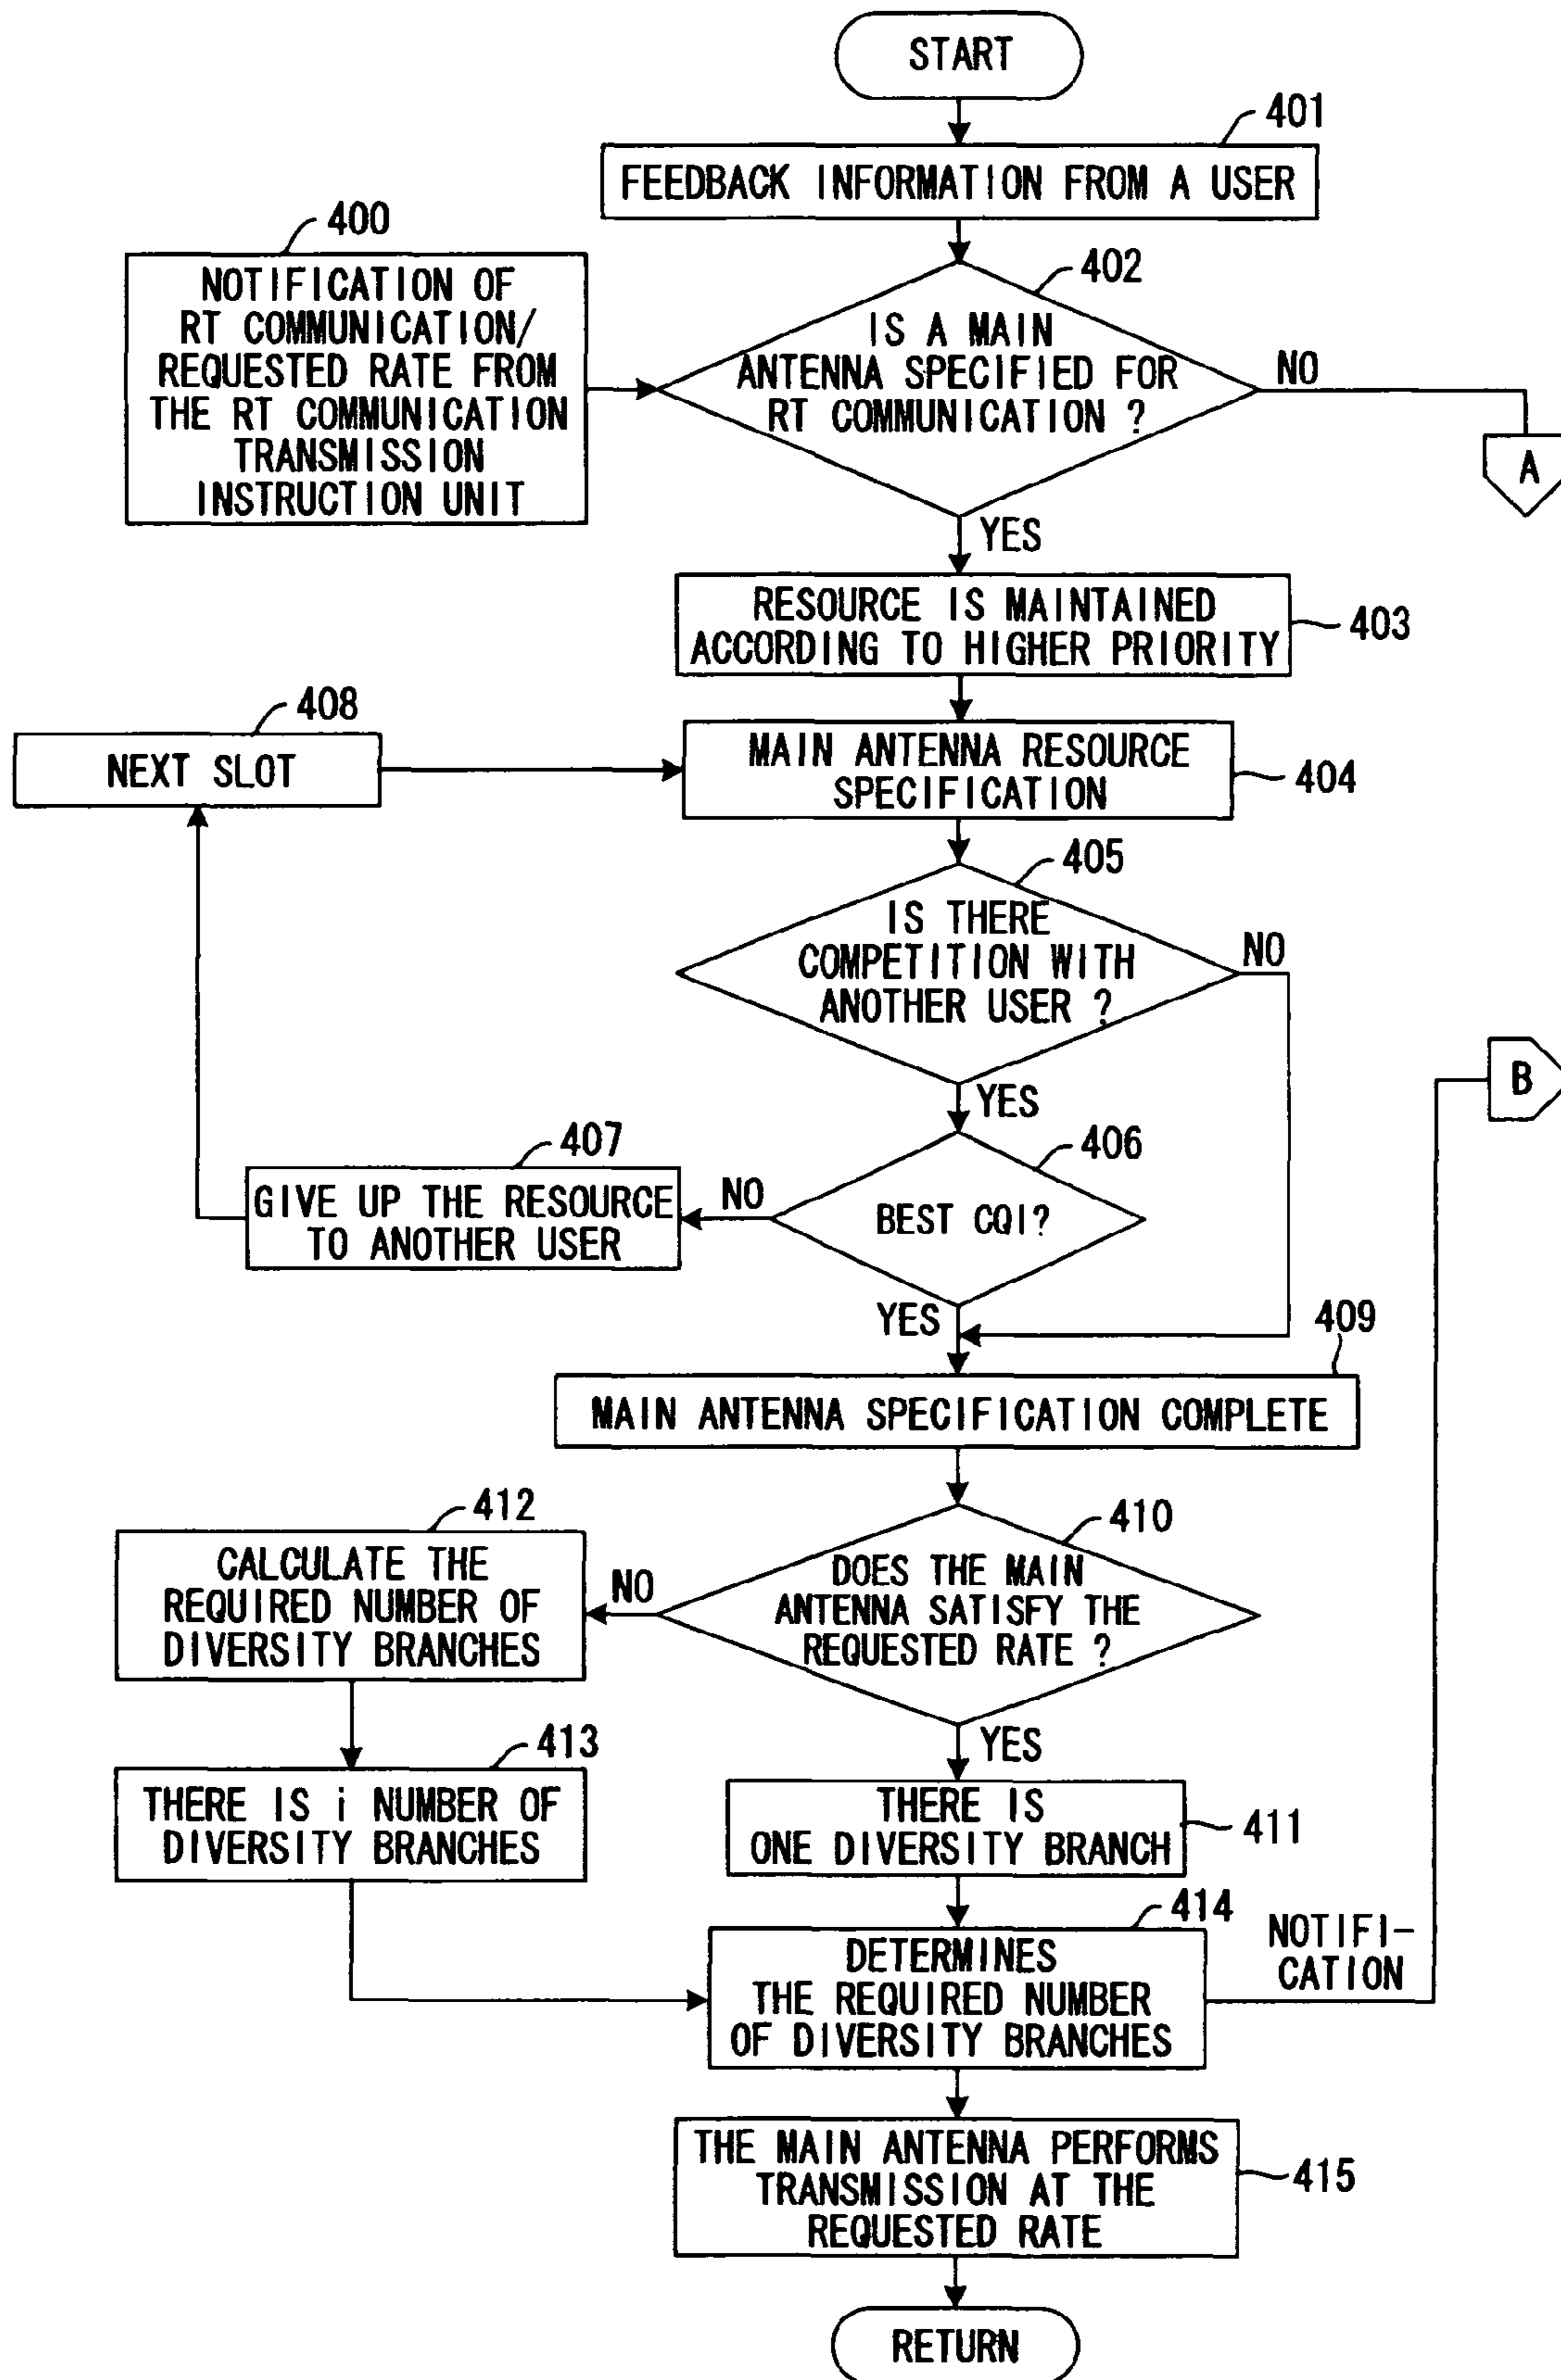 START
401
FEEDBACK INFORMATION FROM A USER
400
NOTIFICATION OF
RT COMMUNICATION/
REQUESTED RATE FROM
THE RT COMMUNICATION
TRANSMISSION
INSTRUCTION UNIT
402
IS A MAIN
ANTENNA SPECIFIED FOR
RT COMMUNICATION ?
NO
A
YES
RESOURCE IS MAINTAINED
ACCORDING TO HIGHER PRIORITY
403
408
NEXT SLOT
MAIN ANTENNA RESOURCE
SPECIFICATION
404
405
IS THERE
COMPETITION WITH
ANOTHER USER ?
NO
B
YES
406
BEST CQI?
407
GIVE UP THE RESOURCE
TO ANOTHER USER
NO
YES
409
MAIN ANTENNA SPECIFICATION COMPLETE
410
DOES THE MAIN
ANTENNA SATISFY THE
REQUESTED RATE ?
412
CALCULATE THE
REQUIRED NUMBER OF
DIVERSITY BRANCHES
NO
413
THERE IS i NUMBER OF
DIVERSITY BRANCHES
YES
THERE IS
ONE DIVERSITY BRANCH
411
414
DETERMINES
THE REQUIRED NUMBER
OF DIVERSITY BRANCHES
NOTIFI-
CATION
THE MAIN ANTENNA PERFORMS
TRANSMISSION AT THE
REQUESTED RATE
415
RETURN